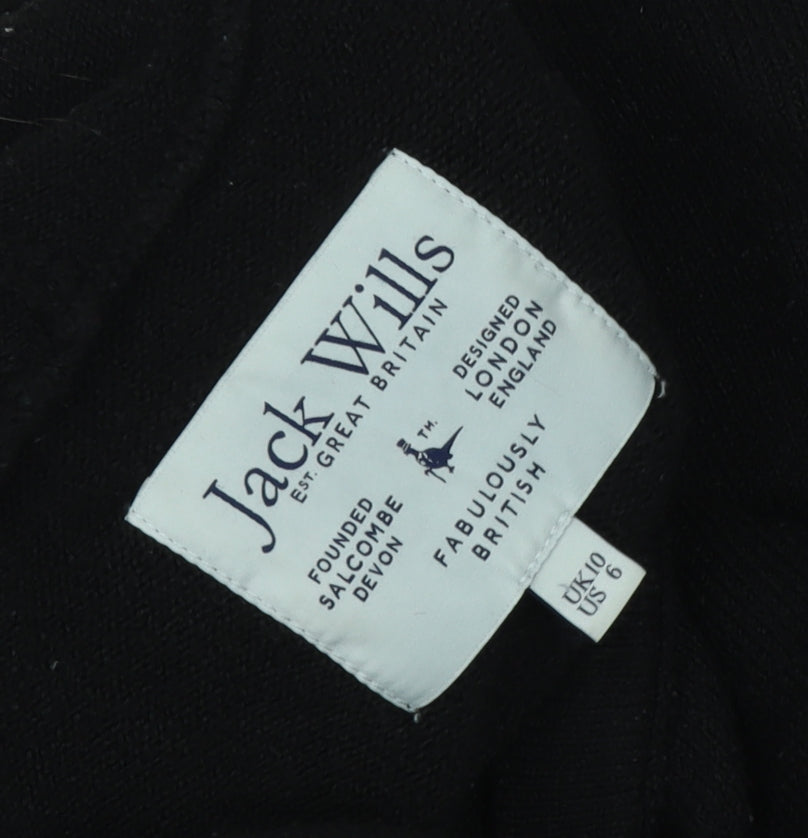 Jack Wills
EST. GREAT BRITAIN
FOUNDED
SALCOMBE
DEVON
TM.
DESIGNED
LONDON
ENGLAND
FABULOUSLY
BRITISH
UK10
US 6